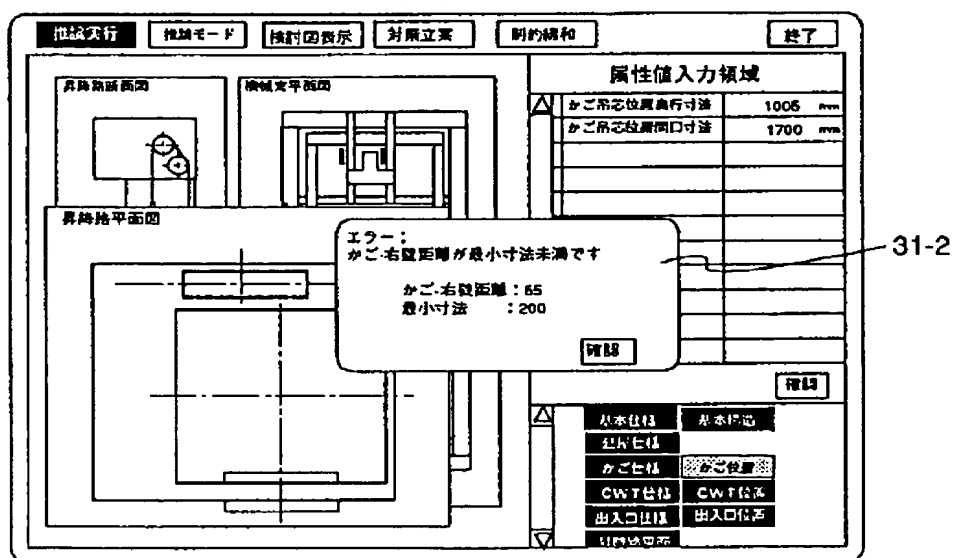 推論実行 推論モード 検討図表示 対策立案 制約緩和 終了
昇降路断面図
機械室平面図
昇降路平面図
属性値入力領域
かご吊芯位置奥行寸法 1005 mm
かご吊芯位置間口寸法 1700 mm
エラー：
かご-右壁距離が最小寸法未満です
かご-右壁距離：65
最小寸法　　：200
確認
31-2
確認
基本仕様 基本構造
かご仕様 かご位置
CWT仕様 CWT位置
出入口仕様 出入口位置
昇降路平面